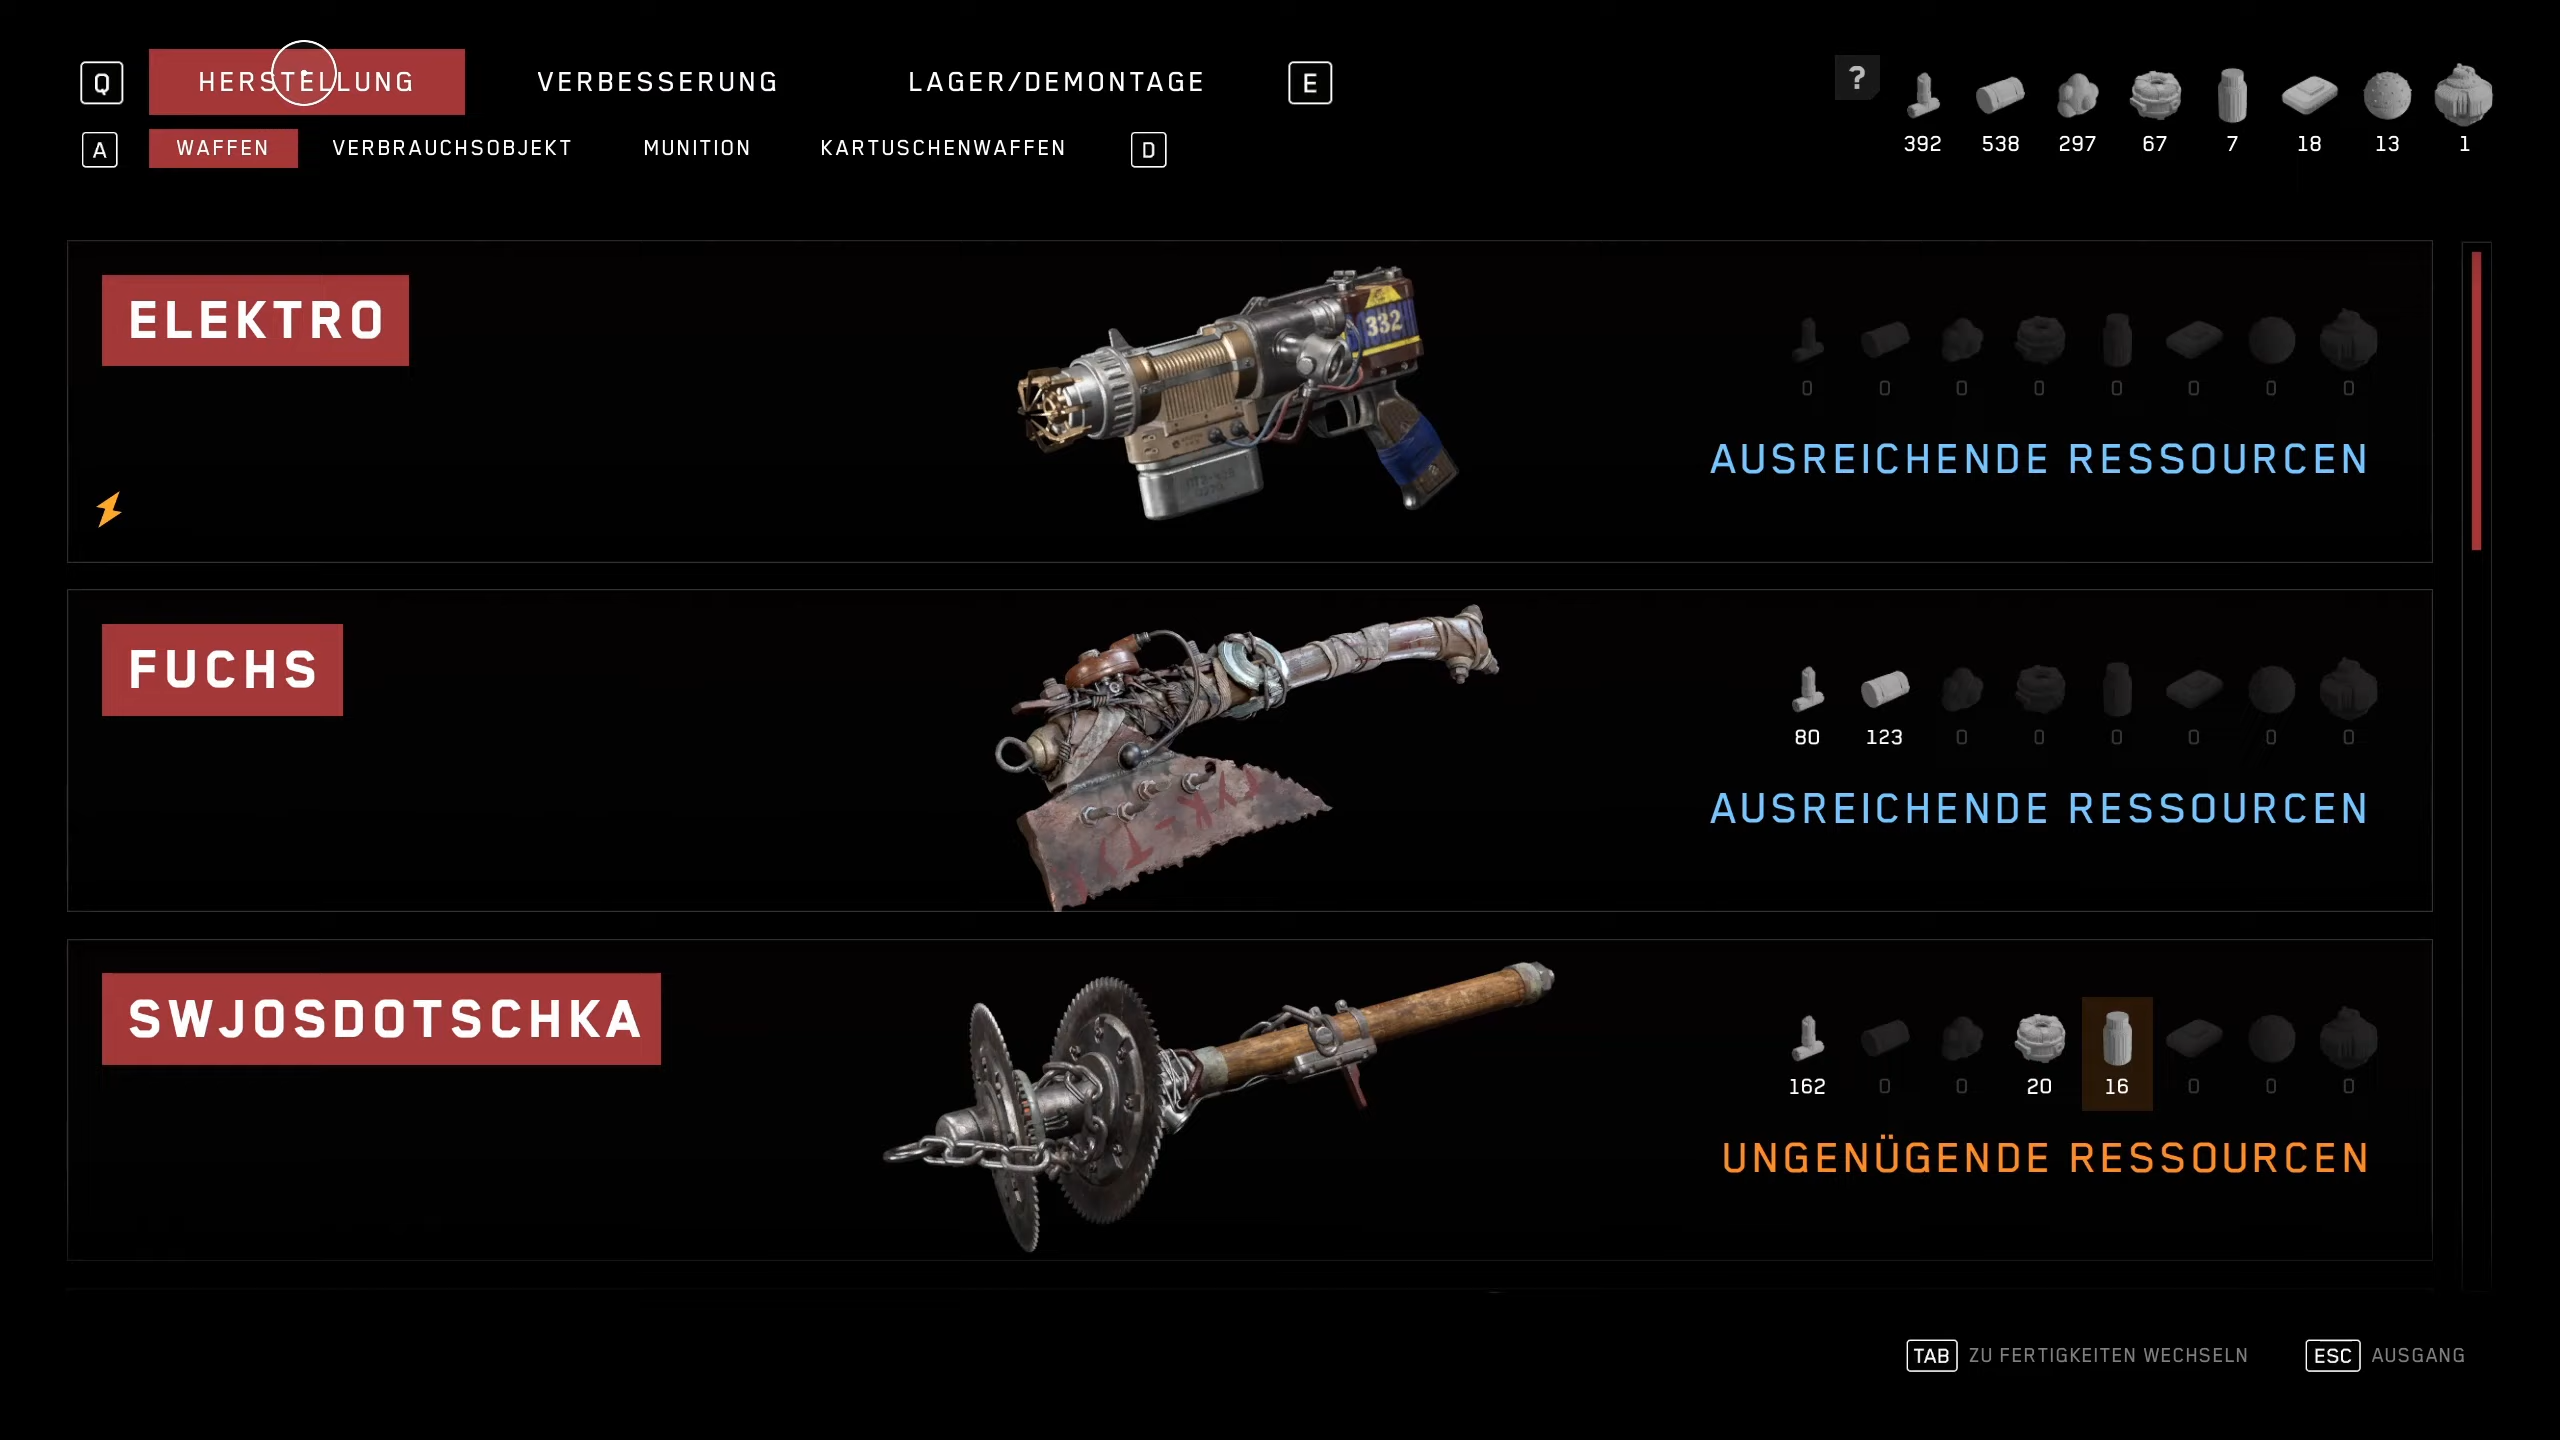 Q HERSTELLUNG VERBESSERUNG LAGER/DEMONTAGE E ?
A WAFFEN VERBRAUCHSOBJEKT MUNITION KARTUSCHENWAFFEN D
392 538 297 67 7 18 13 1
ELEKTRO
332
0 0 0 0 0 0 0 0
AUSREICHENDE RESSOURCEN
FUCHS
80 123 0 0 0 0 0 0
AUSREICHENDE RESSOURCEN
SWJOSDOTSCHKA
162 0 0 20 16 0 0 0
UNGENÜGENDE RESSOURCEN
TAB ZU FERTIGKEITEN WECHSELN ESC AUSGANG